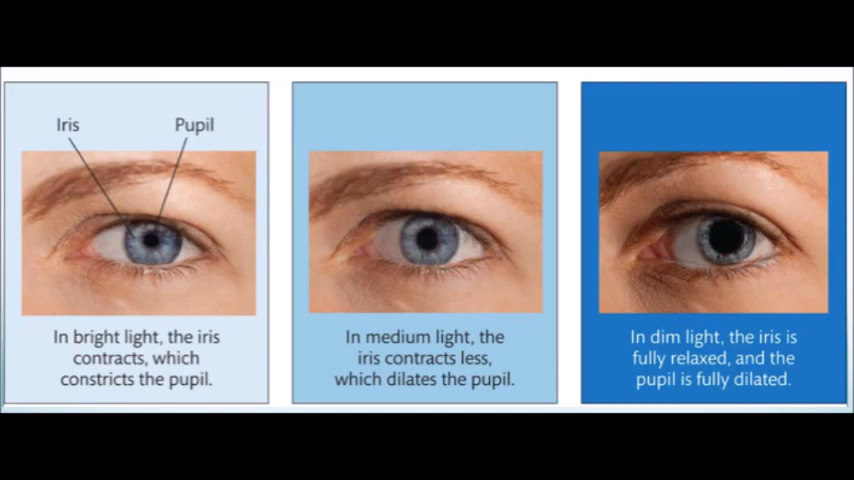 Iris
Pupil
In bright light, the iris
contracts, which
constricts the pupil.
In medium light, the
iris contracts less,
which dilates the pupil.
In dim light, the iris is
fully relaxed, and the
pupil is fully dilated.